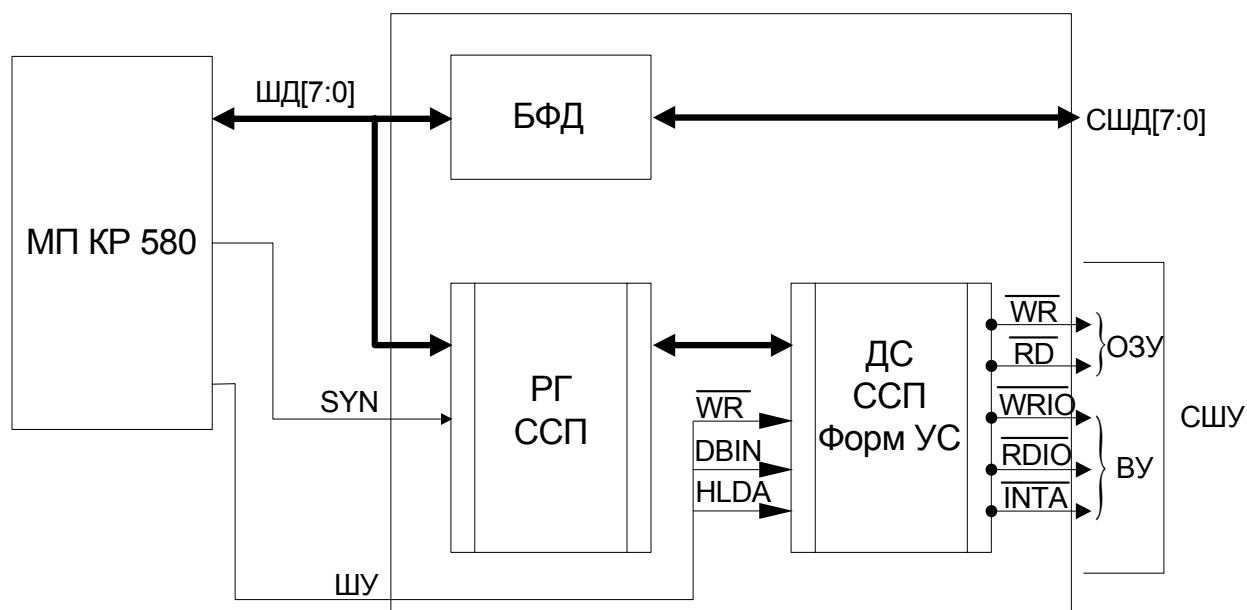 ШД[7:0]
БФД
СШД[7:0]
МП КР 580
SYN
РГ
ССП
WR
DBIN
HLDA
ДС
ССП
Форм УС
WR
RD
ОЗУ
WRIO
RDIO
INTA
ВУ
СШУ
ШУ